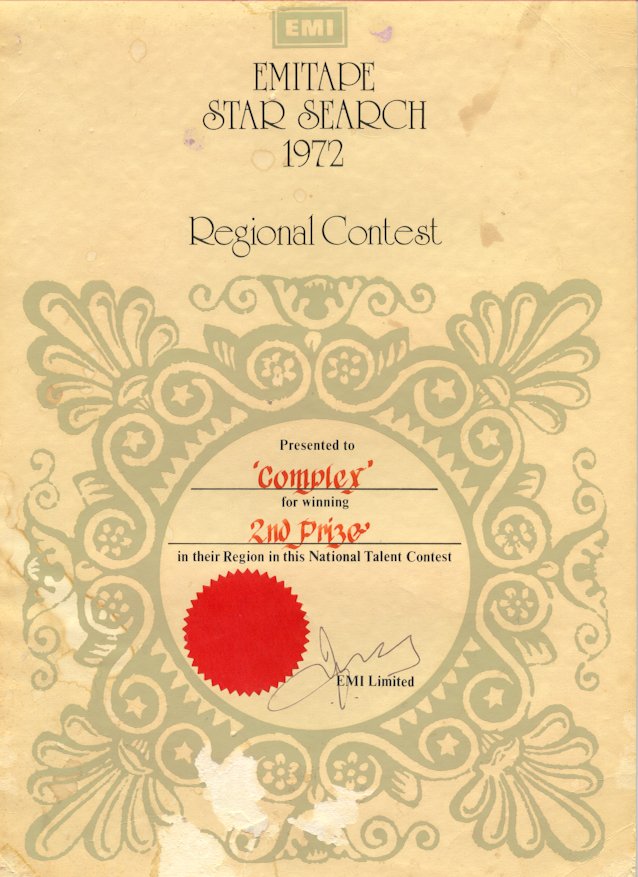 EMI
EMITAPE
STAR SEARCH
1972
Regional Contest
Presented to
'Complex'
for winning
2nd Prize
in their Region in this National Talent Contest
EMI Limited